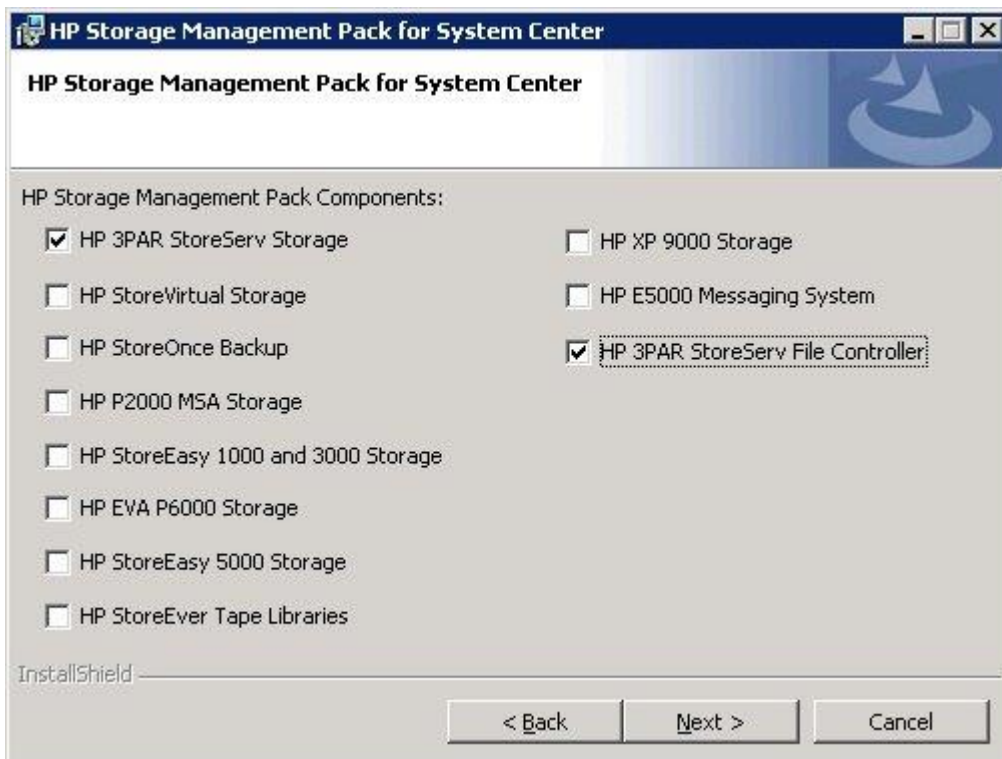 HP Storage Management Pack for System Center
HP Storage Management Pack for System Center
HP Storage Management Pack Components:
HP 3PAR StoreServ Storage
HP StoreVirtual Storage
HP StoreOnce Backup
HP P2000 MSA Storage
HP StoreEasy 1000 and 3000 Storage
HP EVA P6000 Storage
HP StoreEasy 5000 Storage
HP StoreEver Tape Libraries
HP XP 9000 Storage
HP E5000 Messaging System
HP 3PAR StoreServ File Controller
InstallShield
< Back
Next >
Cancel